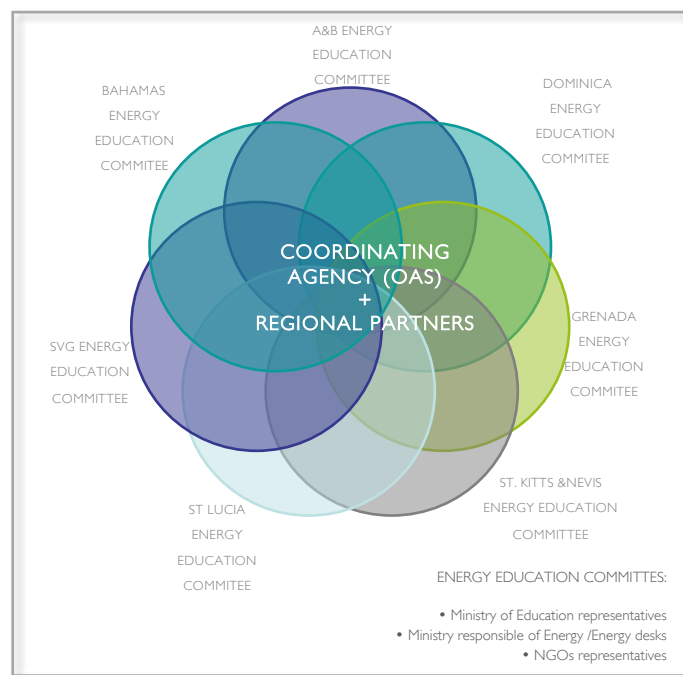 A&B ENERGY
EDUCATION
COMMITTEE
BAHAMAS
ENERGY
EDUCATION
COMMITEE
DOMINICA
ENERGY
EDUCATION
COMMITEE
COORDINATING
AGENCY (OAS)
+
REGIONAL PARTNERS
GRENADA
ENERGY
EDUCATION
COMMITEE
SVG ENERGY
EDUCATION
COMMITTEE
ST. KITTS &NEVIS
ENERGY EDUCATION
COMMITTEE
ST LUCIA
ENERGY
EDUCATION
COMMITEE
ENERGY EDUCATION COMMITTES:
• Ministry of Education representatives
• Ministry responsible of Energy /Energy desks
• NGOs representatives